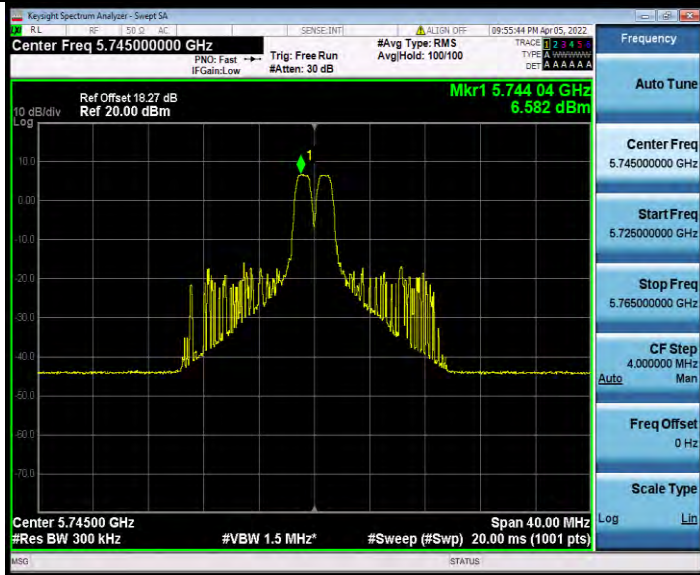 Keysight Spectrum Analyzer - Swept SA
RL RF 50 Ω AC SENSE:INT ALIGN OFF 09:55:44 PM Apr 05, 2022
Center Freq 5.745000000 GHz
PNO: Fast
IFGain:Low
Trig: Free Run
#Atten: 30 dB
#Avg Type: RMS
Avg|Hold: 100/100
TRACE 1 2 3 4 5 6
TYPE A
DET A A A A A A
Ref Offset 18.27 dB
10 dB/div Ref 20.00 dBm
Log
Mkr1 5.744 04 GHz
6.582 dBm
1
10.0
0.00
-10.0
-20.0
-30.0
-40.0
-50.0
-60.0
-70.0
Center 5.74500 GHz Span 40.00 MHz
#Res BW 300 kHz #VBW 1.5 MHz* #Sweep (#Swp) 20.00 ms (1001 pts)
MSG STATUS
Frequency
Auto Tune
Center Freq
5.745000000 GHz
Start Freq
5.725000000 GHz
Stop Freq
5.765000000 GHz
CF Step
4.000000 MHz
Auto Man
Freq Offset
0 Hz
Scale Type
Log Lin